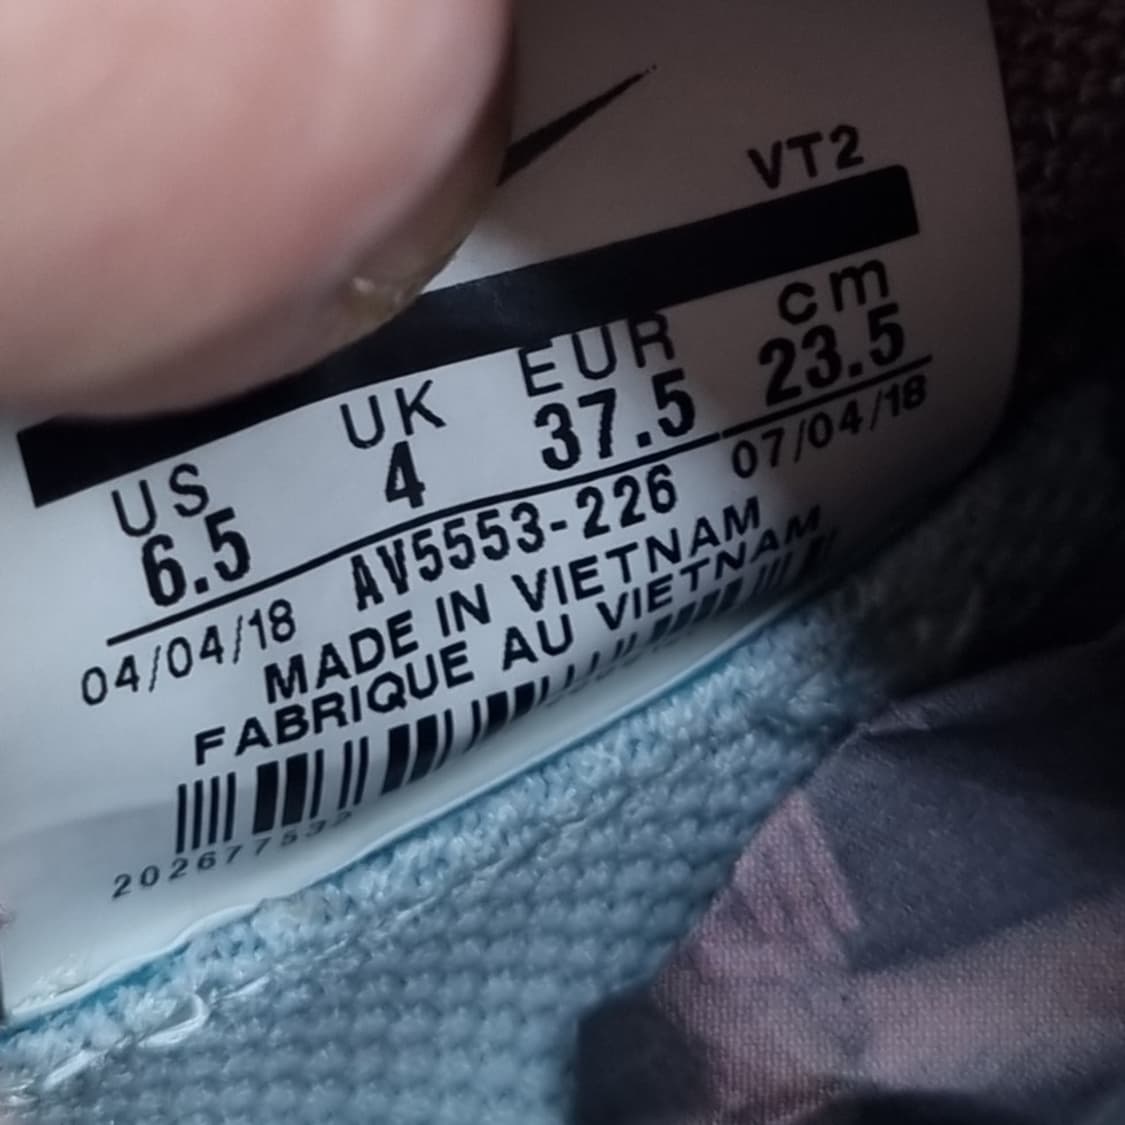 VT2
US UK EUR cm
6.5 4 37.5 23.5
04/04/18 AV5553-226 07/04/18
MADE IN VIETNAM
FABRIQUE AU VIETNAM